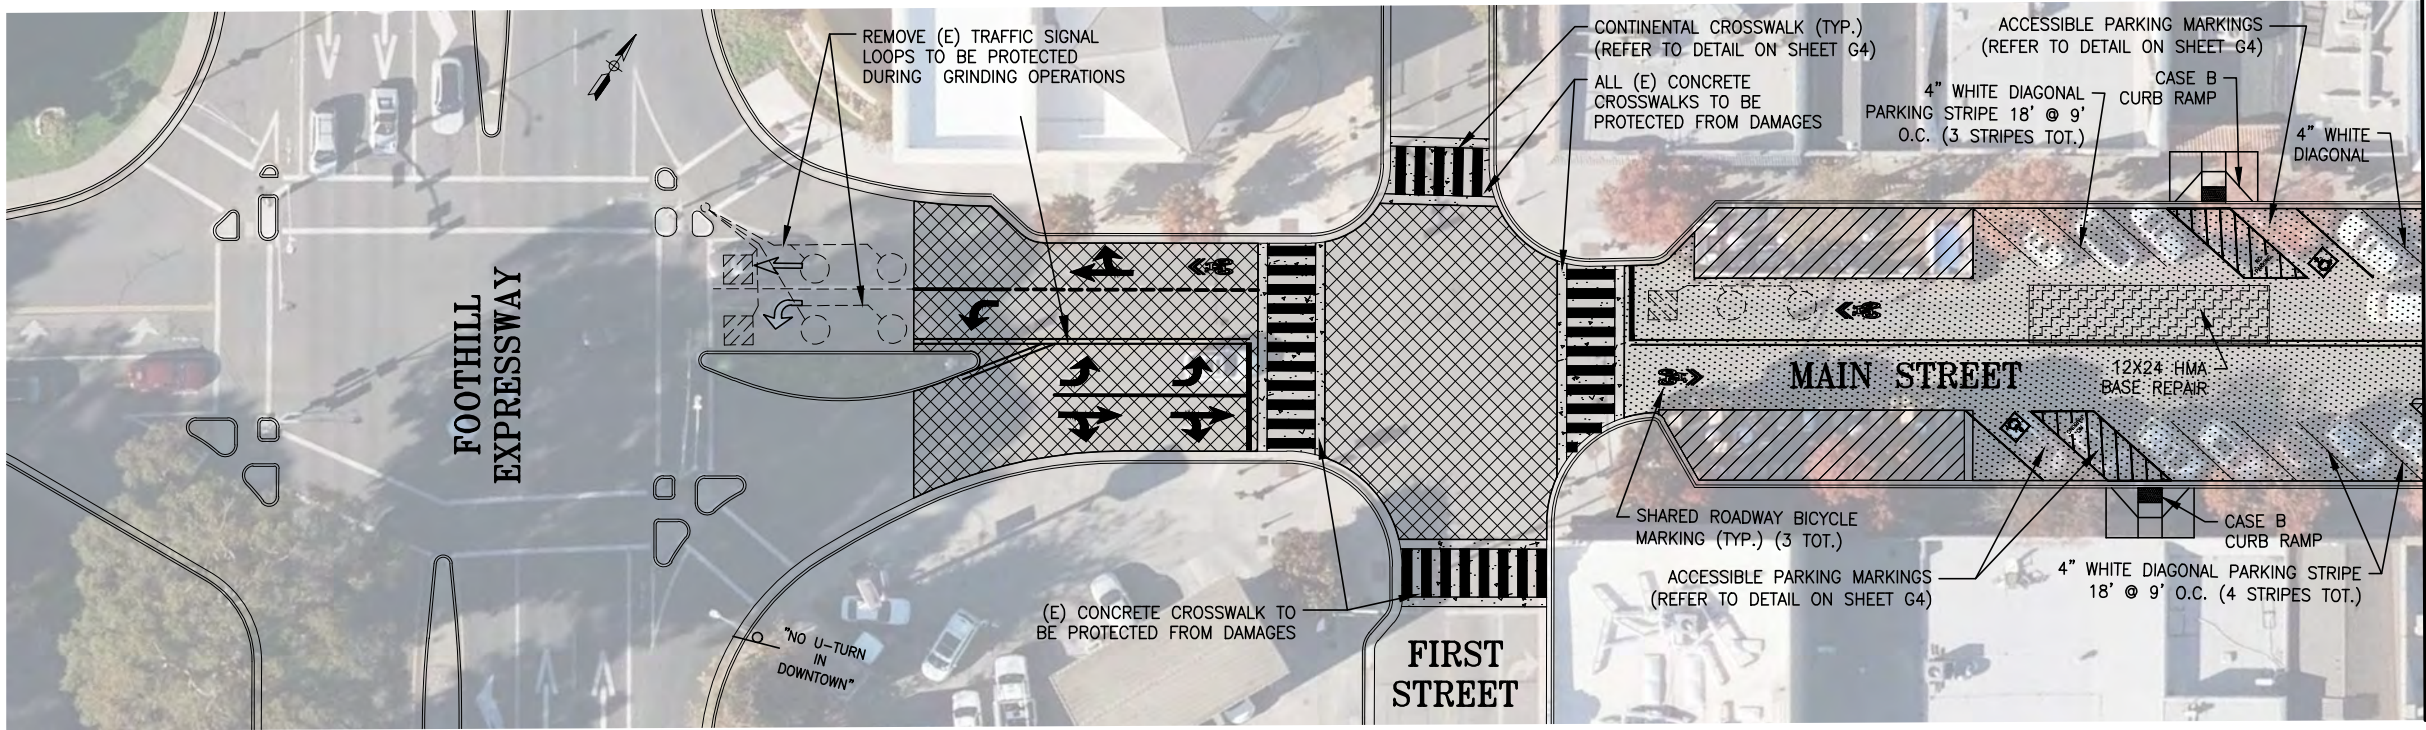 REMOVE (E) TRAFFIC SIGNAL
LOOPS TO BE PROTECTED
DURING GRINDING OPERATIONS
CONTINENTAL CROSSWALK (TYP.)
(REFER TO DETAIL ON SHEET G4)
ALL (E) CONCRETE
CROSSWALKS TO BE
PROTECTED FROM DAMAGES
ACCESSIBLE PARKING MARKINGS
(REFER TO DETAIL ON SHEET G4)
CASE B
CURB RAMP
4" WHITE DIAGONAL
PARKING STRIPE 18' @ 9'
O.C. (3 STRIPES TOT.)
4" WHITE
DIAGONAL
FOOTHILL
EXPRESSWAY
MAIN STREET
12X24 HMA
BASE REPAIR
SHARED ROADWAY BICYCLE
MARKING (TYP.) (3 TOT.)
CASE B
CURB RAMP
ACCESSIBLE PARKING MARKINGS
(REFER TO DETAIL ON SHEET G4)
4" WHITE DIAGONAL PARKING STRIPE
18' @ 9' O.C. (4 STRIPES TOT.)
(E) CONCRETE CROSSWALK TO
BE PROTECTED FROM DAMAGES
"NO U-TURN
IN
DOWNTOWN"
FIRST
STREET